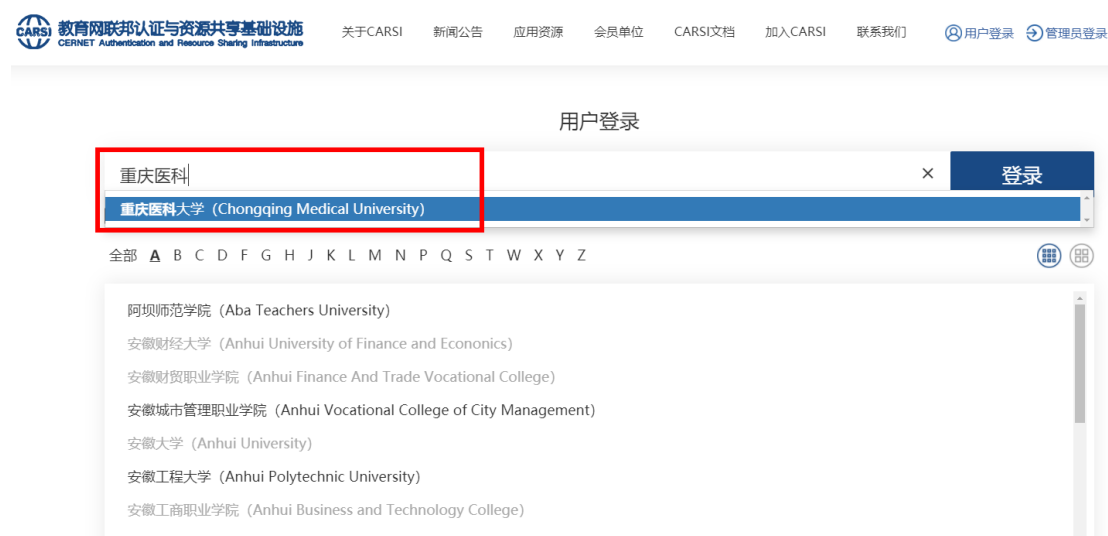 CARSI 教育网联邦认证与资源共享基础设施
CERNET Authentication and Resource Sharing Infrastructure
关于CARSI 新闻公告 应用资源 会员单位 CARSI文档 加入CARSI 联系我们 用户登录 管理员登录
用户登录
重庆医科 × 登录
重庆医科大学（Chongqing Medical University）
全部 A B C D F G H J K L M N P Q S T W X Y Z
阿坝师范学院（Aba Teachers University）
安徽财经大学（Anhui University of Finance and Econonics）
安徽财贸职业学院（Anhui Finance And Trade Vocational College）
安徽城市管理职业学院（Anhui Vocational College of City Management）
安徽大学（Anhui University）
安徽工程大学（Anhui Polytechnic University）
安徽工商职业学院（Anhui Business and Technology College）